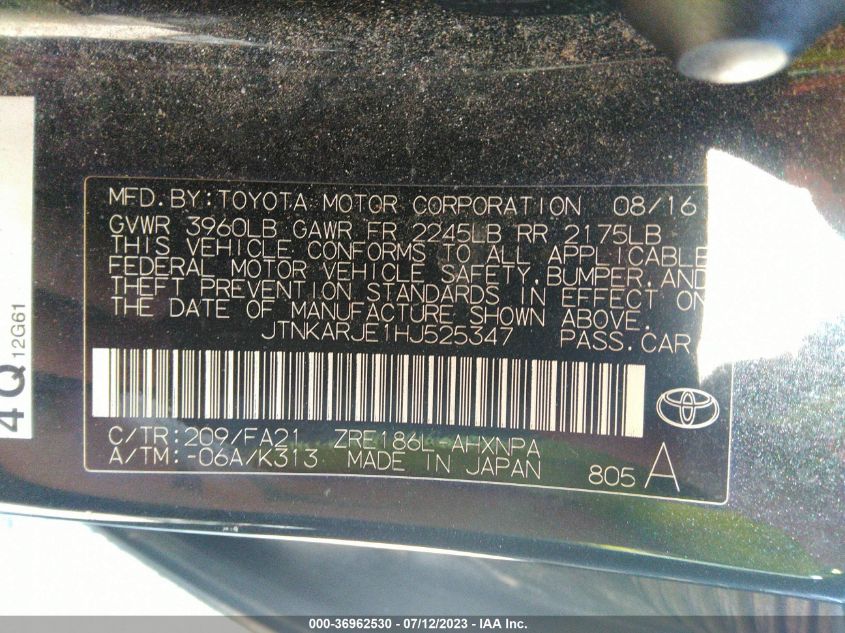 MFD. BY: TOYOTA MOTOR CORPORATION 08/16
GVWR 3960LB GAWR FR 2245LB RR 2175LB
THIS VEHICLE CONFORMS TO ALL APPLICABLE
FEDERAL MOTOR VEHICLE SAFETY, BUMPER, AND
THEFT PREVENTION STANDARDS IN EFFECT ON
THE DATE OF MANUFACTURE SHOWN ABOVE.
JTNKARJE1HJ525347 PASS. CAR
C/TR: 209/FA21 ZRE186L-AHXNPA
A/TM: -06A/K313 MADE IN JAPAN 805 A
4Q 12G61
000-36962530 - 07/12/2023 - IAA Inc.